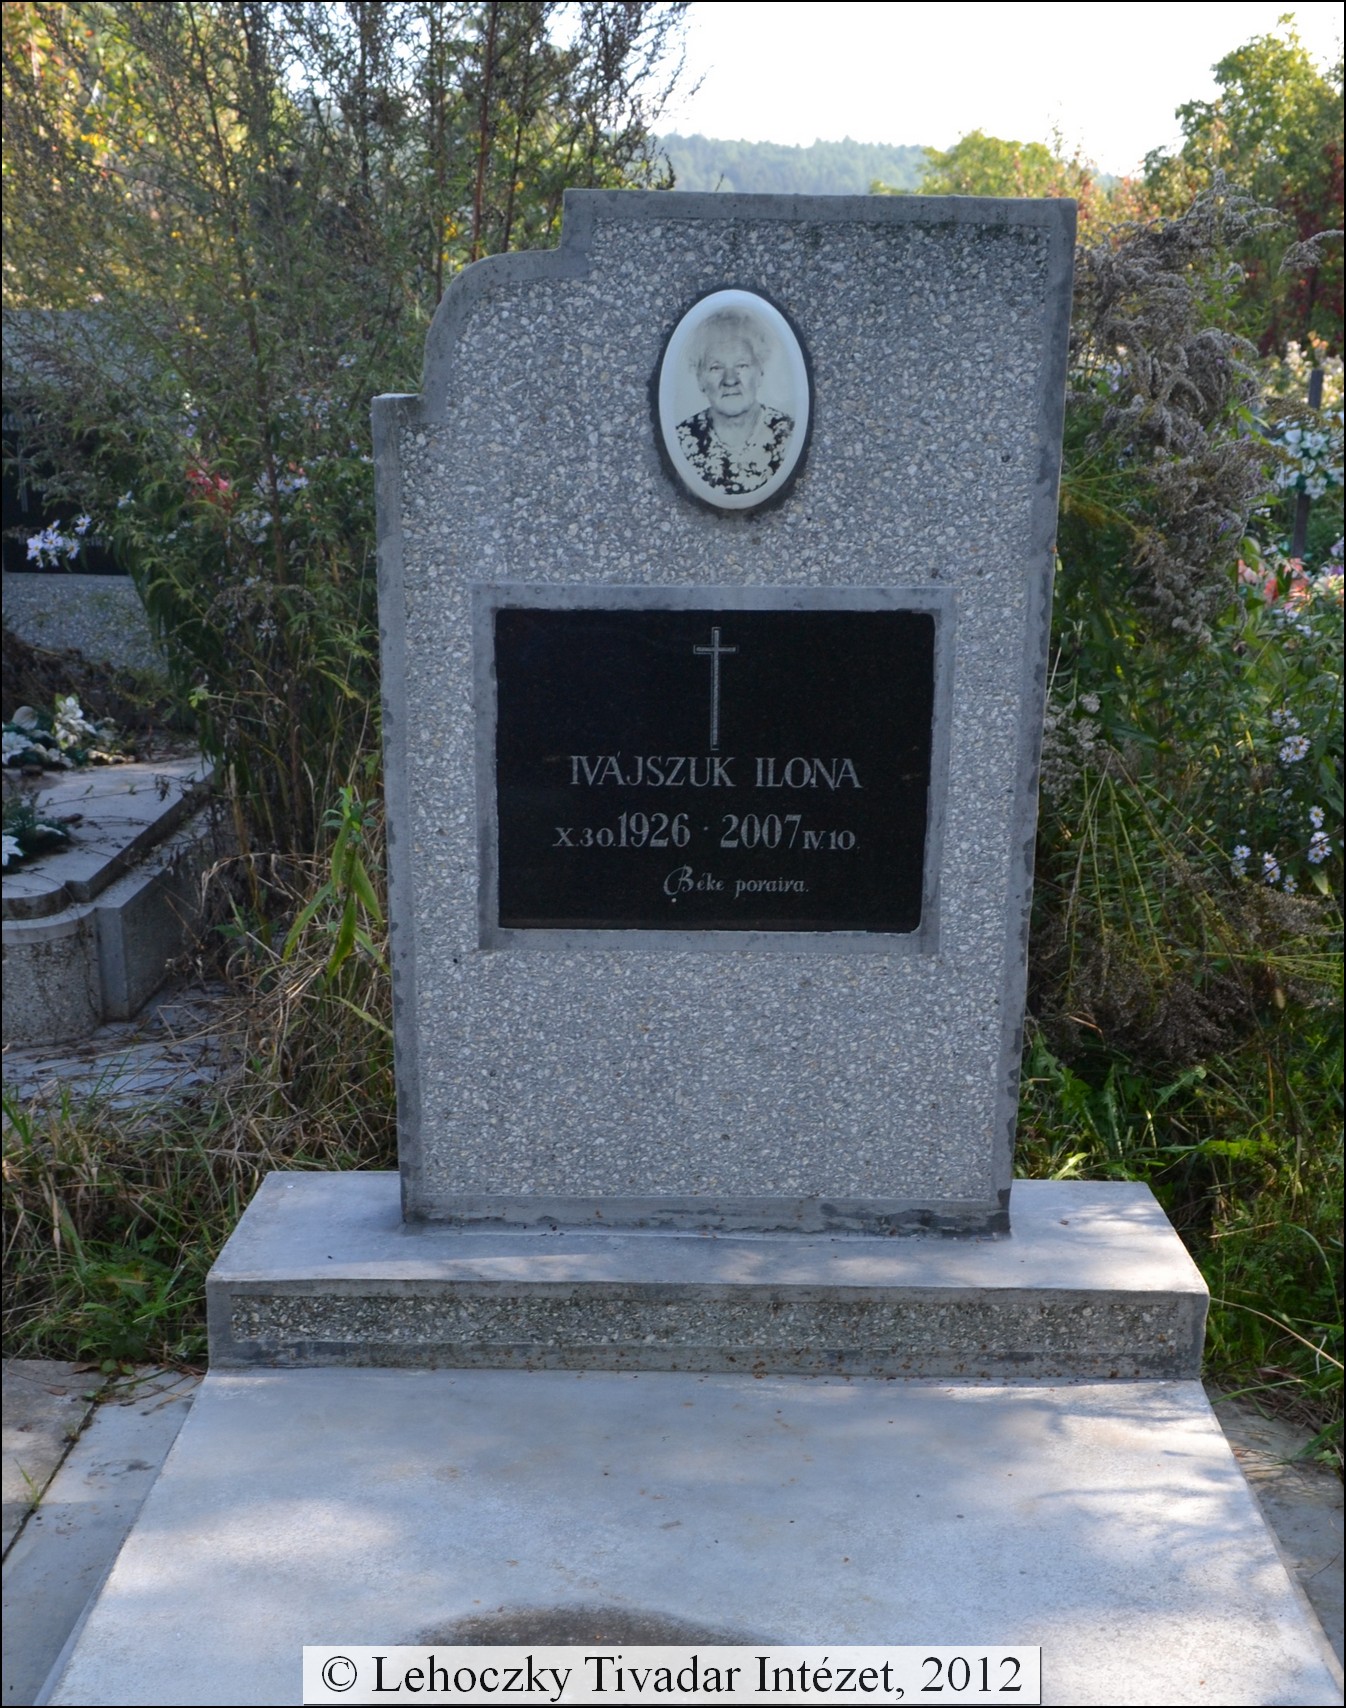 IVÁJSZUK ILONA
X.30.1926 · 2007 IV.10.
Béke poraira.
© Lehoczky Tivadar Intézet, 2012